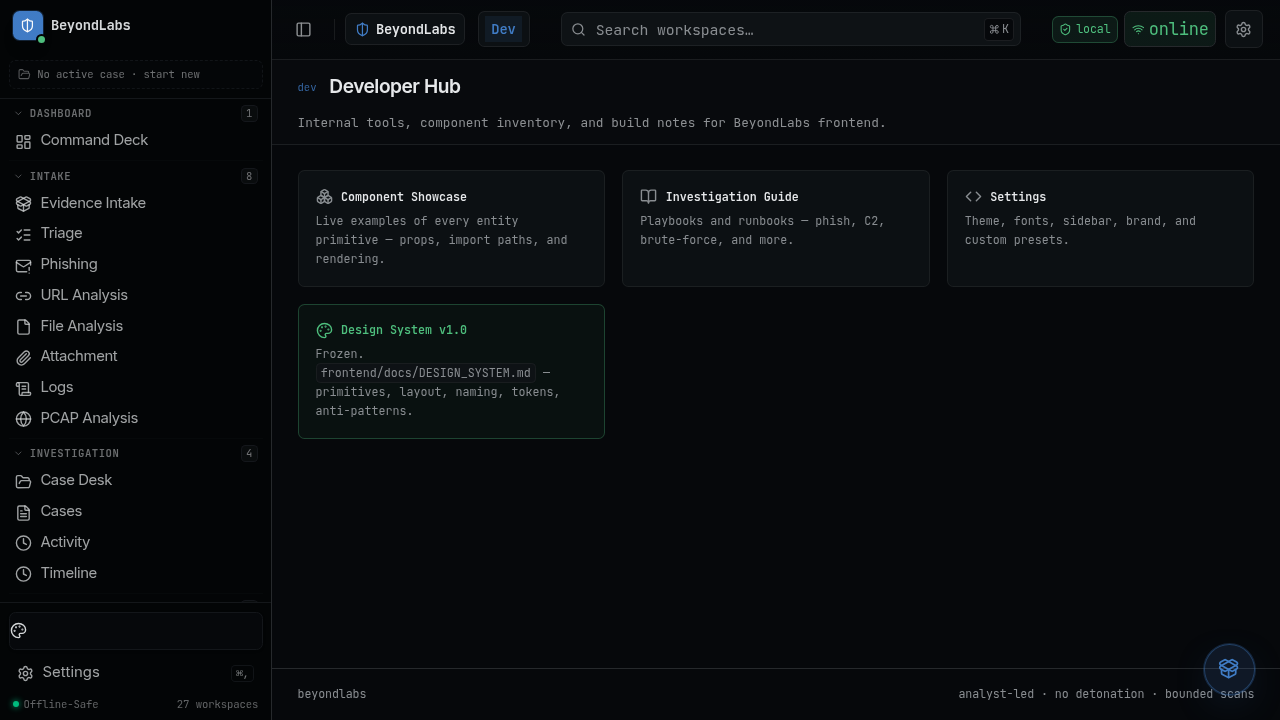 BeyondLabs
No active case · start new
DASHBOARD 1
Command Deck
INTAKE 8
Evidence Intake
Triage
Phishing
URL Analysis
File Analysis
Attachment
Logs
PCAP Analysis
INVESTIGATION 4
Case Desk
Cases
Activity
Timeline
Settings ⌘,
Offline-Safe 27 workspaces
BeyondLabs Dev Search workspaces… ⌘K local online
dev Developer Hub
Internal tools, component inventory, and build notes for BeyondLabs frontend.
Component Showcase
Live examples of every entity
primitive — props, import paths, and
rendering.
Investigation Guide
Playbooks and runbooks — phish, C2,
brute-force, and more.
Settings
Theme, fonts, sidebar, brand, and
custom presets.
Design System v1.0
Frozen.
frontend/docs/DESIGN_SYSTEM.md —
primitives, layout, naming, tokens,
anti-patterns.
beyondlabs analyst-led · no detonation · bounded scans